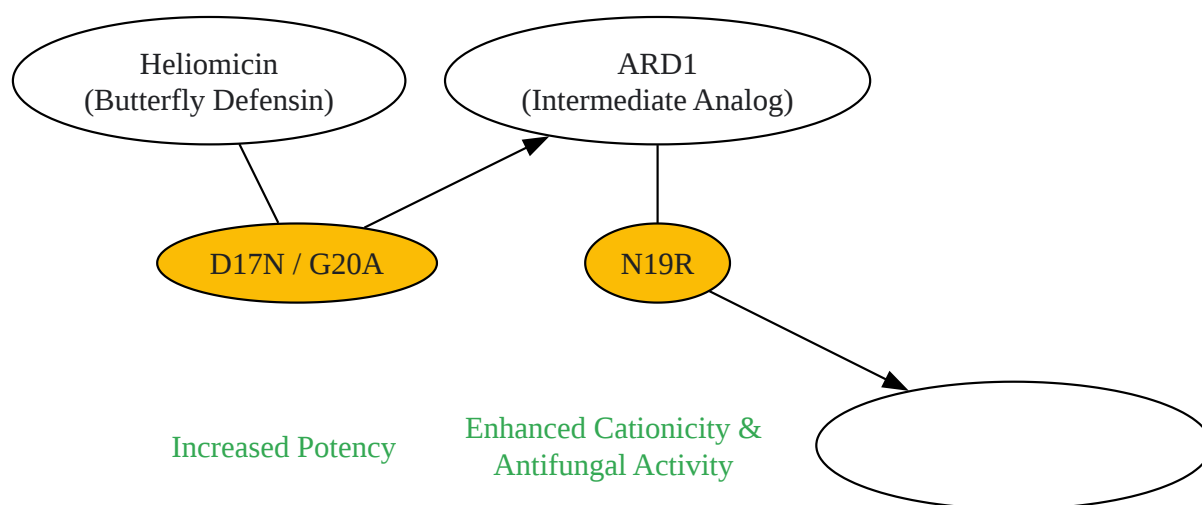 Heliomicin
(Butterfly Defensin)
ARD1
(Intermediate Analog)
D17N / G20A
N19R
Increased Potency
Enhanced Cationicity &
Antifungal Activity